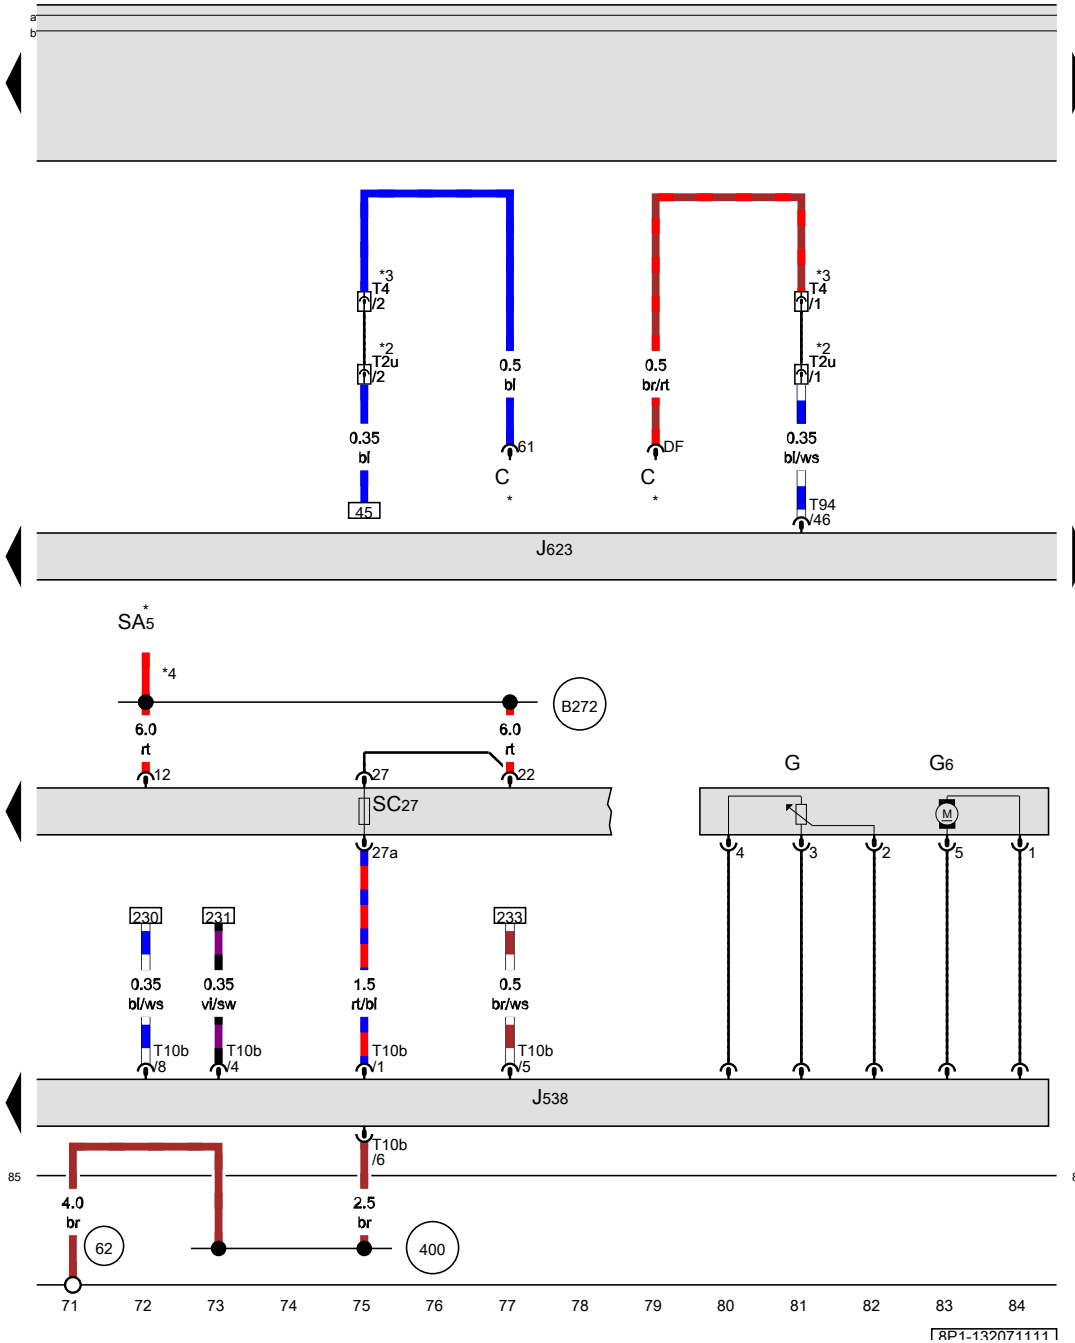 a
b
*3
T4
/2
*3
T4
/1
*2
T2u
/2
*2
T2u
/1
0.5
bl
0.5
br/rt
0.35
bl
61
DF
0.35
bl/ws
C
*
C
*
45
T94
/46
J623
*
SA5
*4
B272
6.0
rt
6.0
rt
12
27
22
SC27
G
G6
M
27a
4
3
2
5
1
230
231
233
0.35
bl/ws
0.35
vi/sw
1.5
rt/bl
0.5
br/ws
T10b
/8
T10b
/4
T10b
/1
T10b
/5
J538
T10b
/6
85
4.0
br
2.5
br
62
400
71 72 73 74 75 76 77 78 79 80 81 82 83 84
8P1-132071111